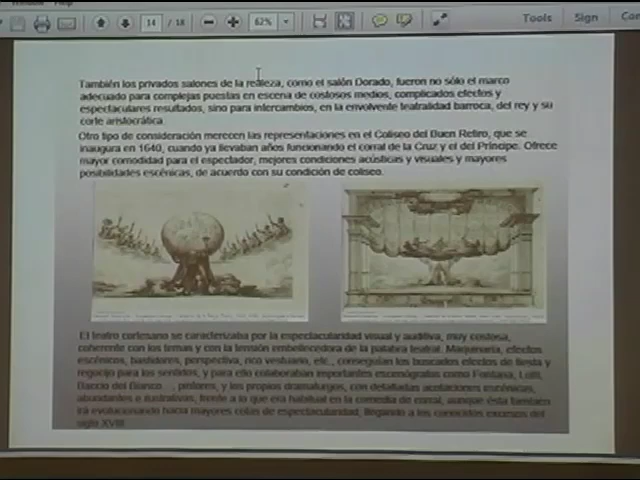 Window Help
14 / 18
62%
Tools
Sign
También los privados salones de la realeza, como el salón Dorado, fueron no sólo el marco
adecuado para complejas puestas en escena de costosos medios, complicados efectos y
espectaculares resultados, sino para intercambios, en la envolvente teatralidad barroca, del rey y su
corte aristocrática.
Otro tipo de consideración merecen las representaciones en el Coliseo del Buen Retiro, que se
inaugura en 1640, cuando ya llevaban años funcionando el corral de la Cruz y el del Príncipe. Ofrece
mayor comodidad para el espectador, mejores condiciones acústicas y visuales y mayores
posibilidades escénicas, de acuerdo con su condición de coliseo.
El teatro cortesano se caracterizaba por la espectacularidad visual y auditiva, muy costosa,
coherente con los temas y con la tensión embellecedora de la palabra teatral. Maquinaria, efectos
escénicos, bastidores, perspectiva, rico vestuario, etc., conseguían los buscados efectos de fiesta y
regocijo para los sentidos, y para ello colaboraban importantes escenógrafos como Fontana, Lotti,
Baccio del Bianco..., pintores, y los propios dramaturgos, con detalladas acotaciones escénicas,
abundantes e ilustrativas, frente a lo que era habitual en la comedia de corral, aunque ésta también
irá evolucionando hacia mayores cotas de espectacularidad, llegando a los conocidos excesos del
siglo XVIII.